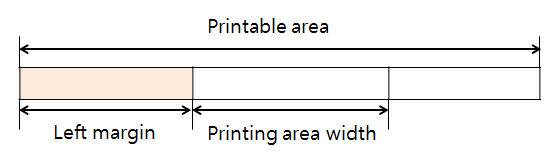 Printable area
Left margin
Printing area width